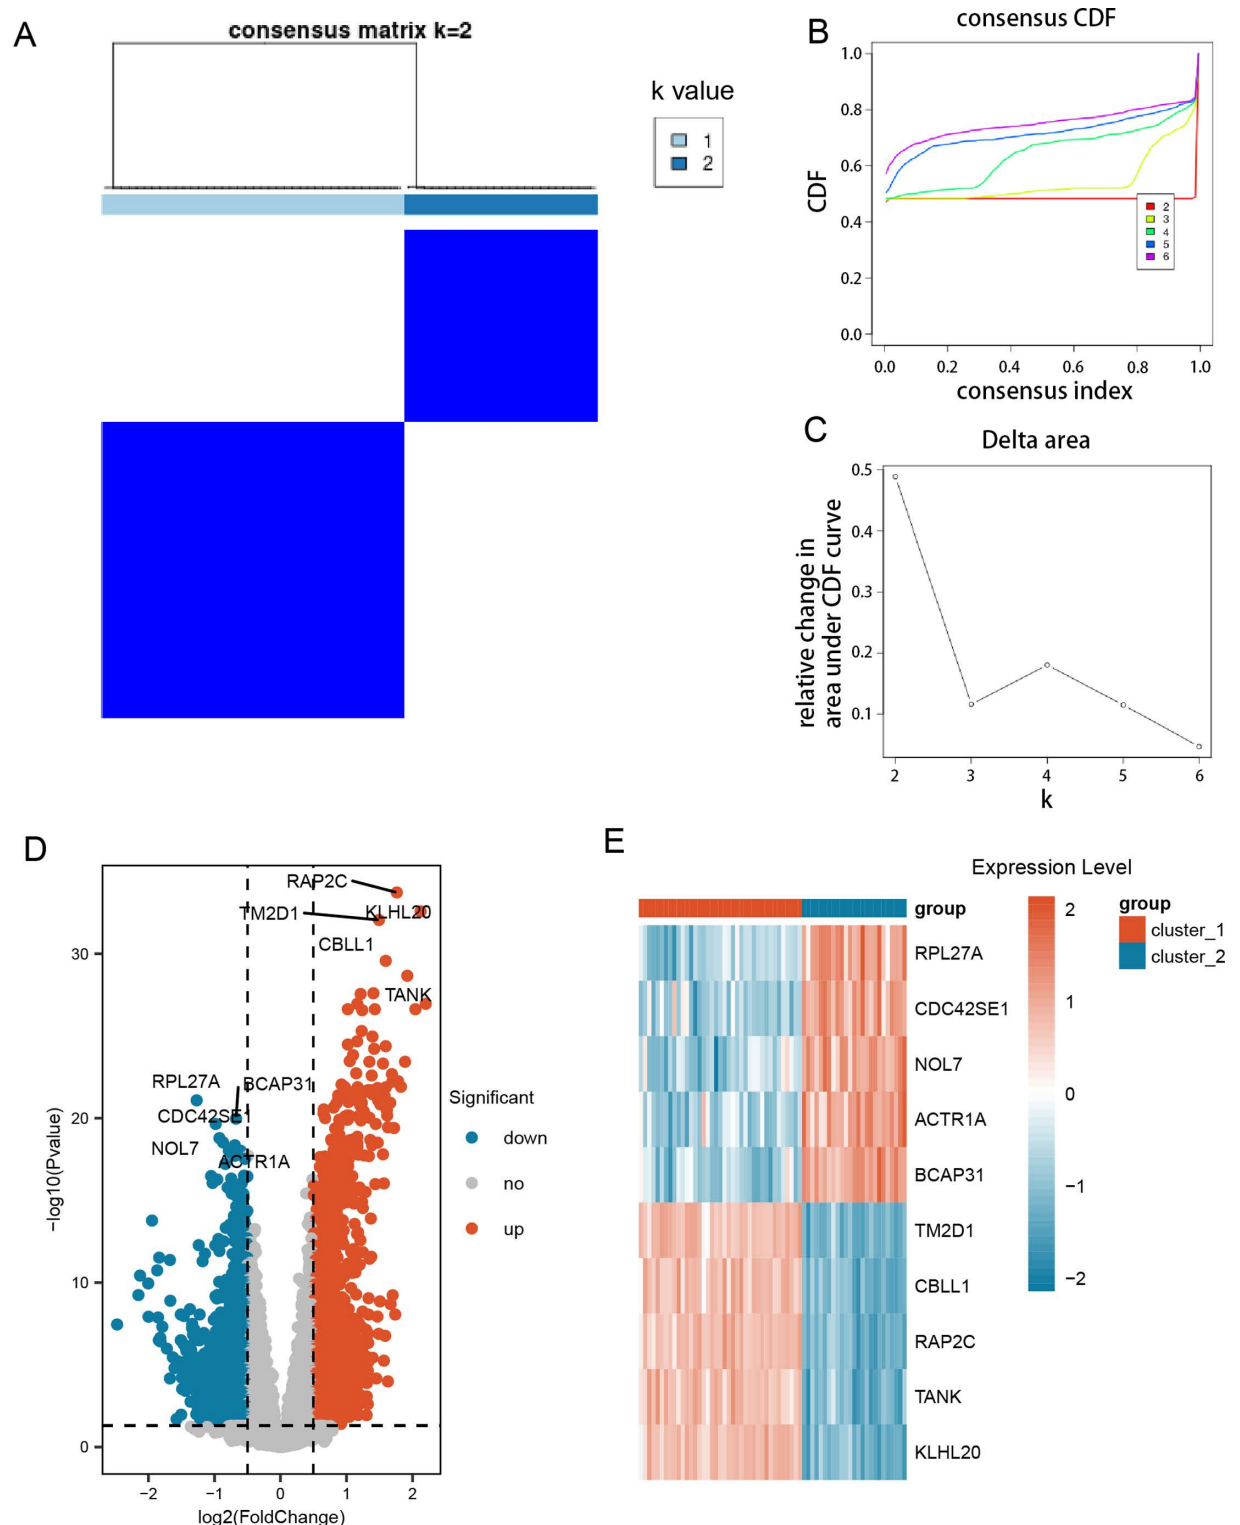 A
consensus matrix k=2
k value
1
2
B
consensus CDF
CDF
1.0
0.8
0.6
0.4
0.2
0.0
2
3
4
5
6
0.0 0.2 0.4 0.6 0.8 1.0
consensus index
C
Delta area
relative change in
area under CDF curve
0.5
0.4
0.3
0.2
0.1
2 3 4 5 6
k
D
−log10(Pvalue)
30
20
10
0
RAP2C
TM2D1
KLHL20
CBLL1
TANK
RPL27A
BCAP31
CDC42SE1
NOL7
ACTR1A
−2 −1 0 1 2
log2(FoldChange)
Significant
down
no
up
E
group
RPL27A
CDC42SE1
NOL7
ACTR1A
BCAP31
TM2D1
CBLL1
RAP2C
TANK
KLHL20
Expression Level
2
1
0
−1
−2
group
cluster_1
cluster_2